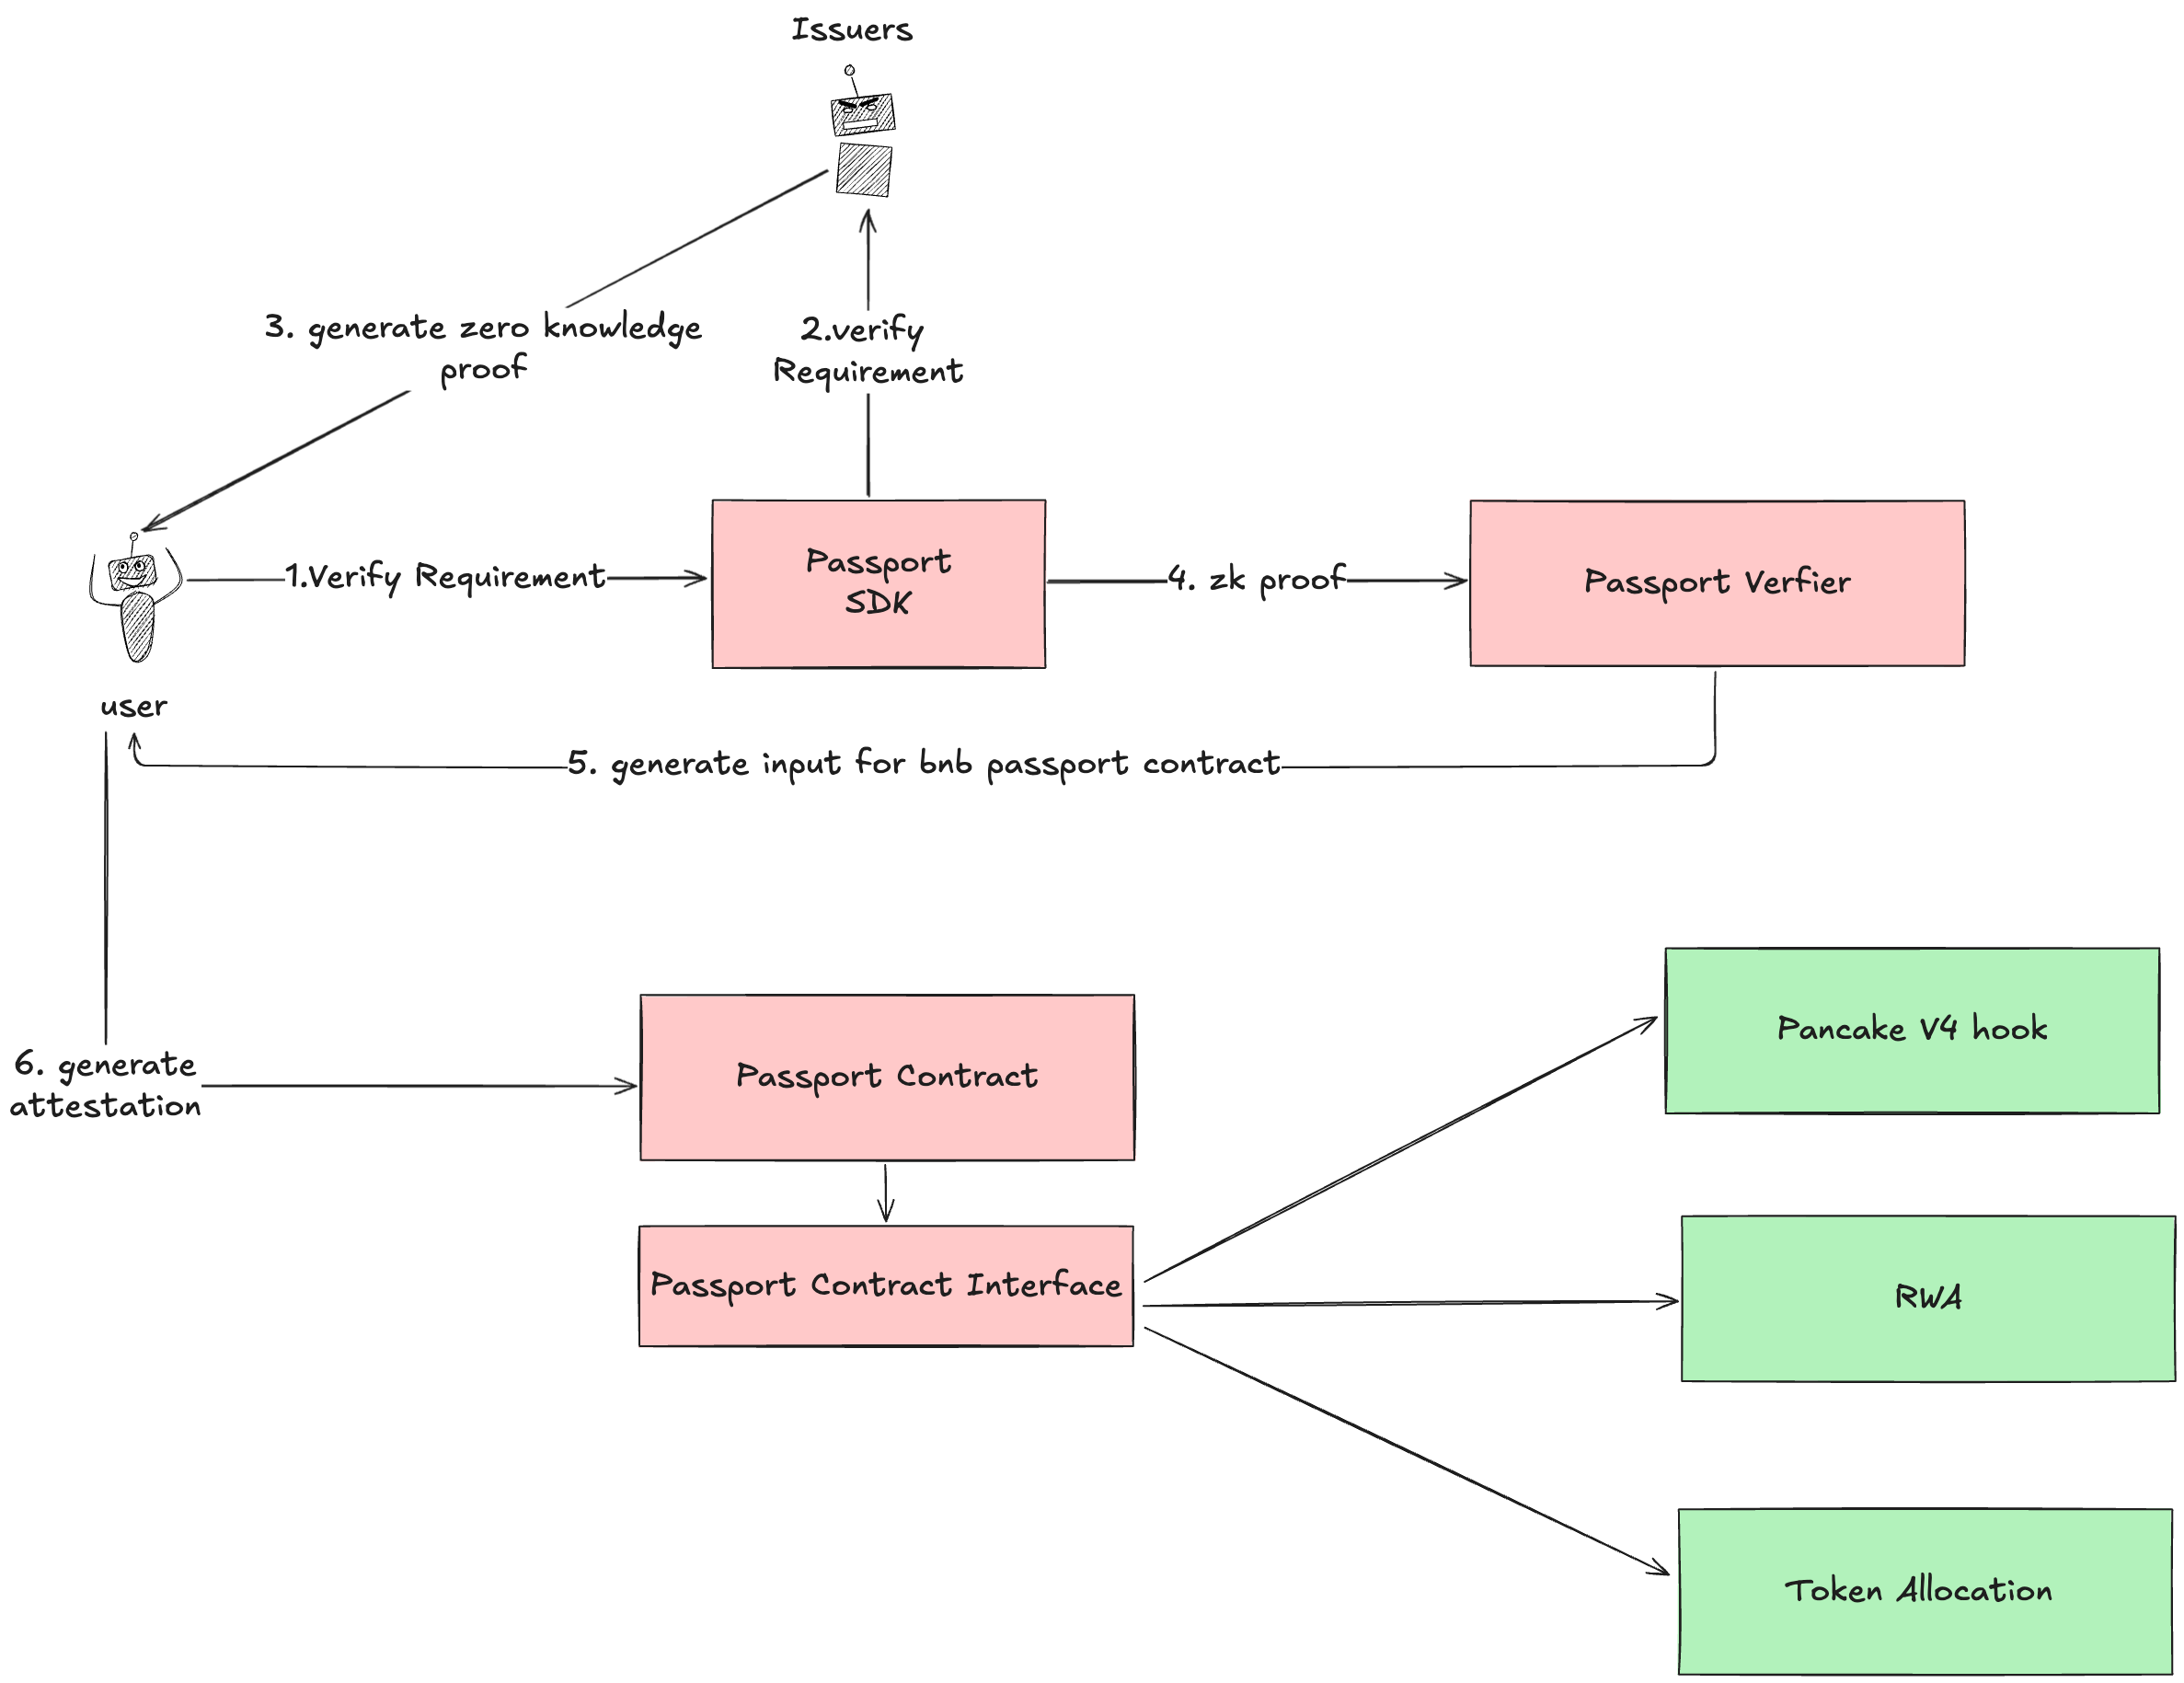 Issuers
3. generate zero knowledge
proof
2.verify
Requirement
1.Verify Requirement
Passport
SDK
4. zk proof
Passport Verfier
user
5. generate input for bnb passport contract
6. generate
attestation
Passport Contract
Pancake V4 hook
Passport Contract Interface
RWA
Token Allocation